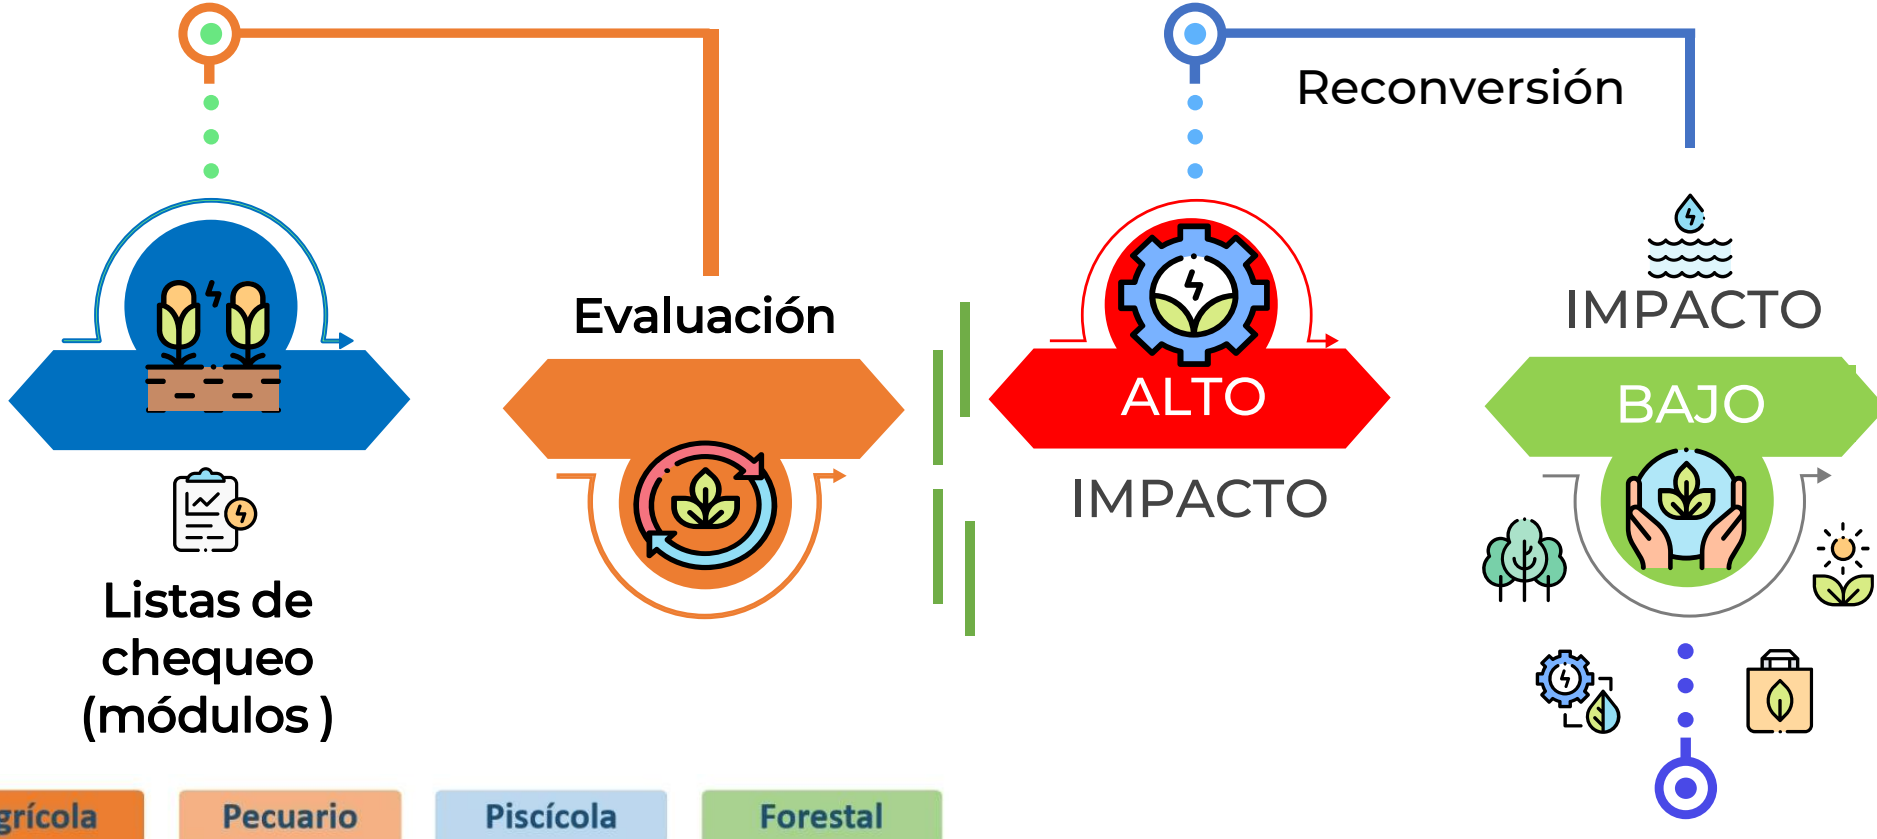 Reconversión
Evaluación
IMPACTO
ALTO
BAJO
IMPACTO
Listas de
chequeo
(módulos )
grícola
Pecuario
Piscícola
Forestal